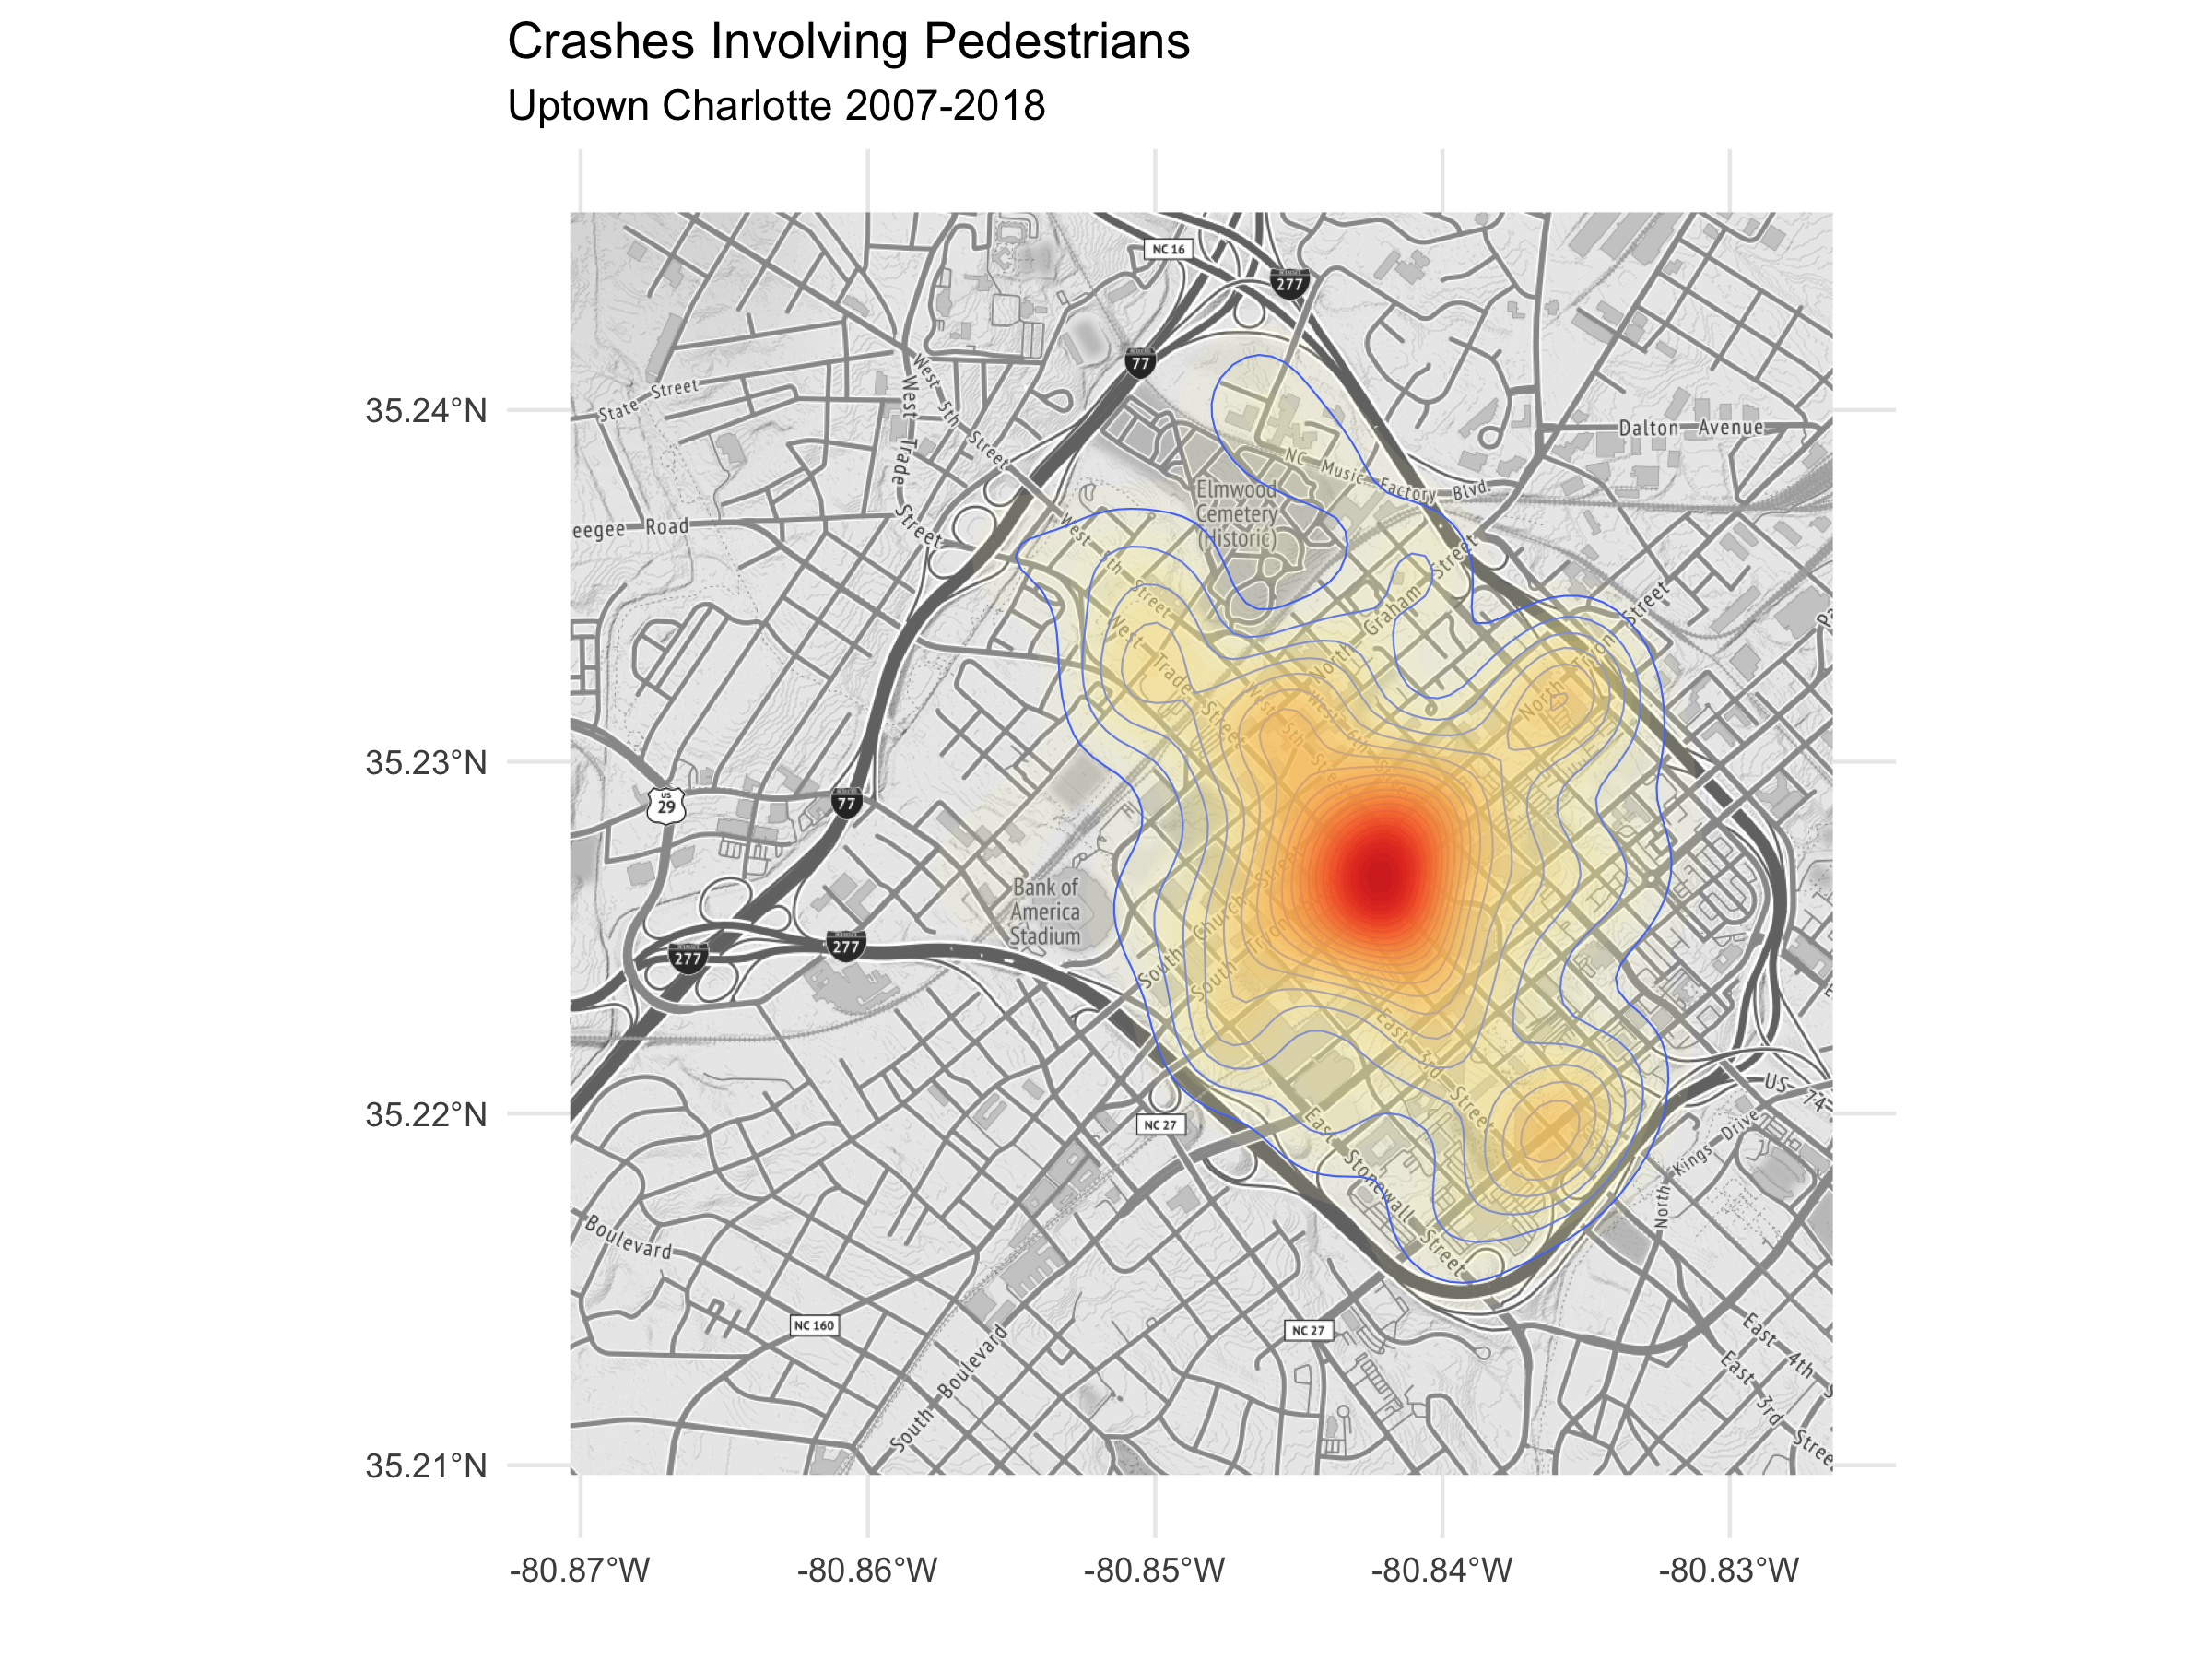 Crashes Involving Pedestrians
Uptown Charlotte 2007-2018
NC 16
277
77
35.24°N
State Street
West 5th Street
West Trade Street
Dalton Avenue
NC Music Factory Blvd.
Elmwood
Cemetery
(Historic)
eegee Road
West 5th Street
North Graham Street
West Trade Street
North Tryon Street
West 5th Street
West 6th
35.23°N
US
29
77
Bank of
America
Stadium
South Church Street
South Tryon
277
277
East 3rd Street
US 74
35.22°N
NC 27
East Stonewall Street
North Kings Drive
Boulevard
NC 160
NC 27
South Boulevard
East 4th S
East 3rd Stree
35.21°N
-80.87°W
-80.86°W
-80.85°W
-80.84°W
-80.83°W